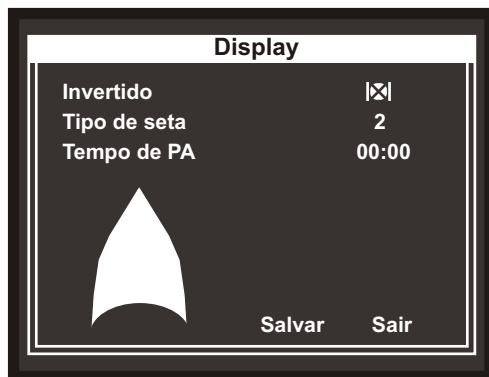 Display
Invertido
Tipo de seta 2
Tempo de PA 00:00
Salvar Sair